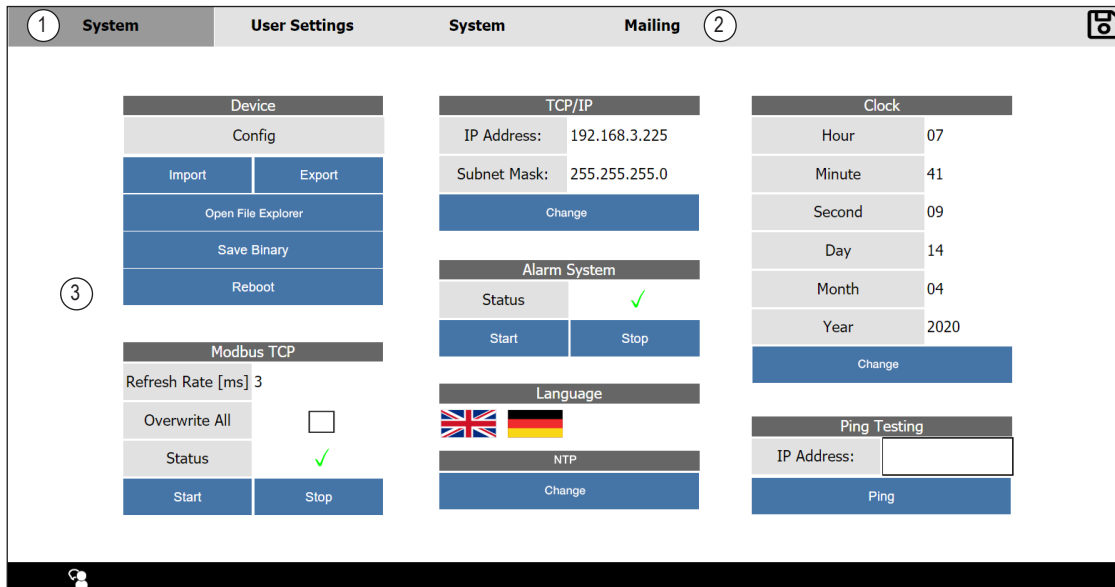 1 System User Settings System Mailing 2
Device
Config
Import Export
Open File Explorer
Save Binary
Reboot
3
Modbus TCP
Refresh Rate [ms] 3
Overwrite All
Status ✓
Start Stop
TCP/IP
IP Address: 192.168.3.225
Subnet Mask: 255.255.255.0
Change
Alarm System
Status ✓
Start Stop
Language
NTP
Change
Clock
Hour 07
Minute 41
Second 09
Day 14
Month 04
Year 2020
Change
Ping Testing
IP Address:
Ping